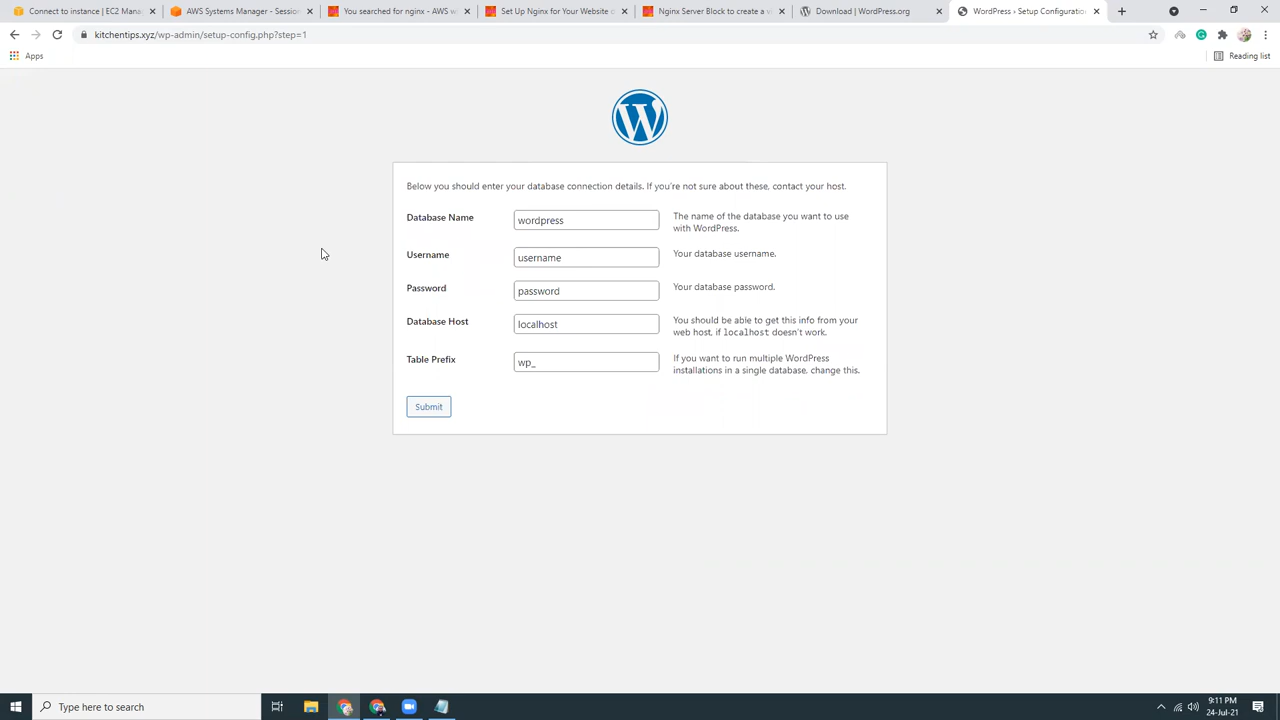 Connect to instance | EC2 Mana
AWS Systems Manager - Session
You searched for nginx - AWS w
Set Up Nginx for Your Website o
Nginx Server Block to create a v
Download | WordPress.org
WordPress › Setup Configuration
kitchentips.xyz/wp-admin/setup-config.php?step=1
Apps
Reading list
Below you should enter your database connection details. If you're not sure about these, contact your host.
Database Name
wordpress
The name of the database you want to use
with WordPress.
Username
username
Your database username.
Password
password
Your database password.
Database Host
localhost
You should be able to get this info from your
web host, if localhost doesn't work.
Table Prefix
wp_
If you want to run multiple WordPress
installations in a single database, change this.
Submit
Type here to search
9:11 PM
24-Jul-21